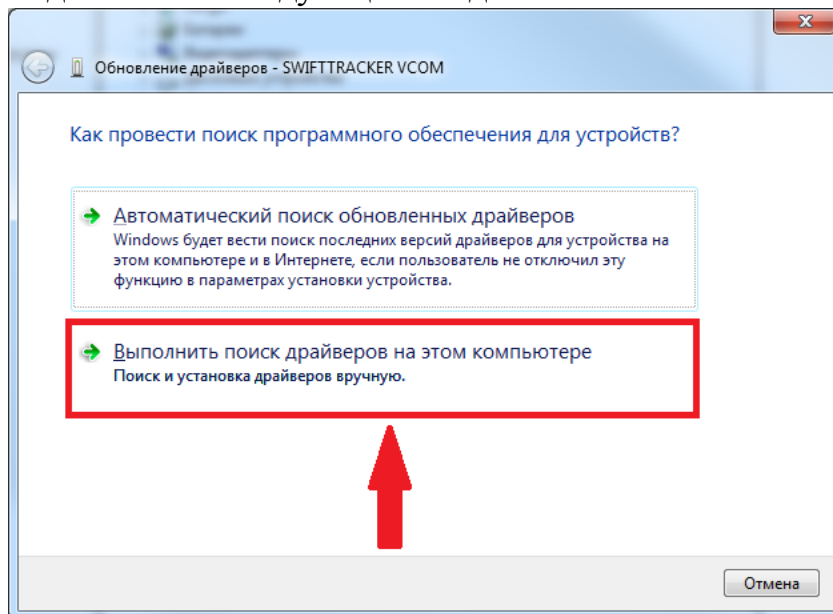 Обновление драйверов - SWIFTTRACKER VCOM
Как провести поиск программного обеспечения для устройств?
Автоматический поиск обновленных драйверов
Windows будет вести поиск последних версий драйверов для устройства на
этом компьютере и в Интернете, если пользователь не отключил эту
функцию в параметрах установки устройства.
Выполнить поиск драйверов на этом компьютере
Поиск и установка драйверов вручную.
Отмена